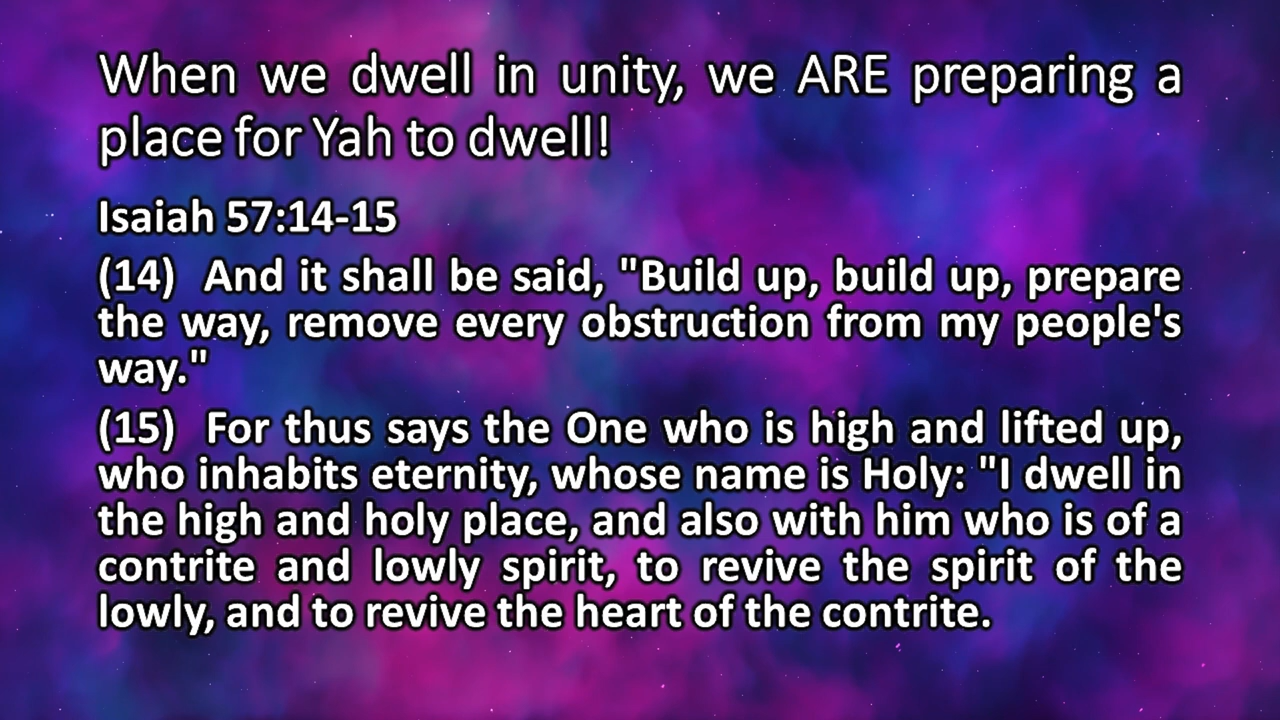 When we dwell in unity, we ARE preparing a
place for Yah to dwell!
Isaiah 57:14-15
(14) And it shall be said, "Build up, build up, prepare
the way, remove every obstruction from my people's
way."
(15) For thus says the One who is high and lifted up,
who inhabits eternity, whose name is Holy: "I dwell in
the high and holy place, and also with him who is of a
contrite and lowly spirit, to revive the spirit of the
lowly, and to revive the heart of the contrite.